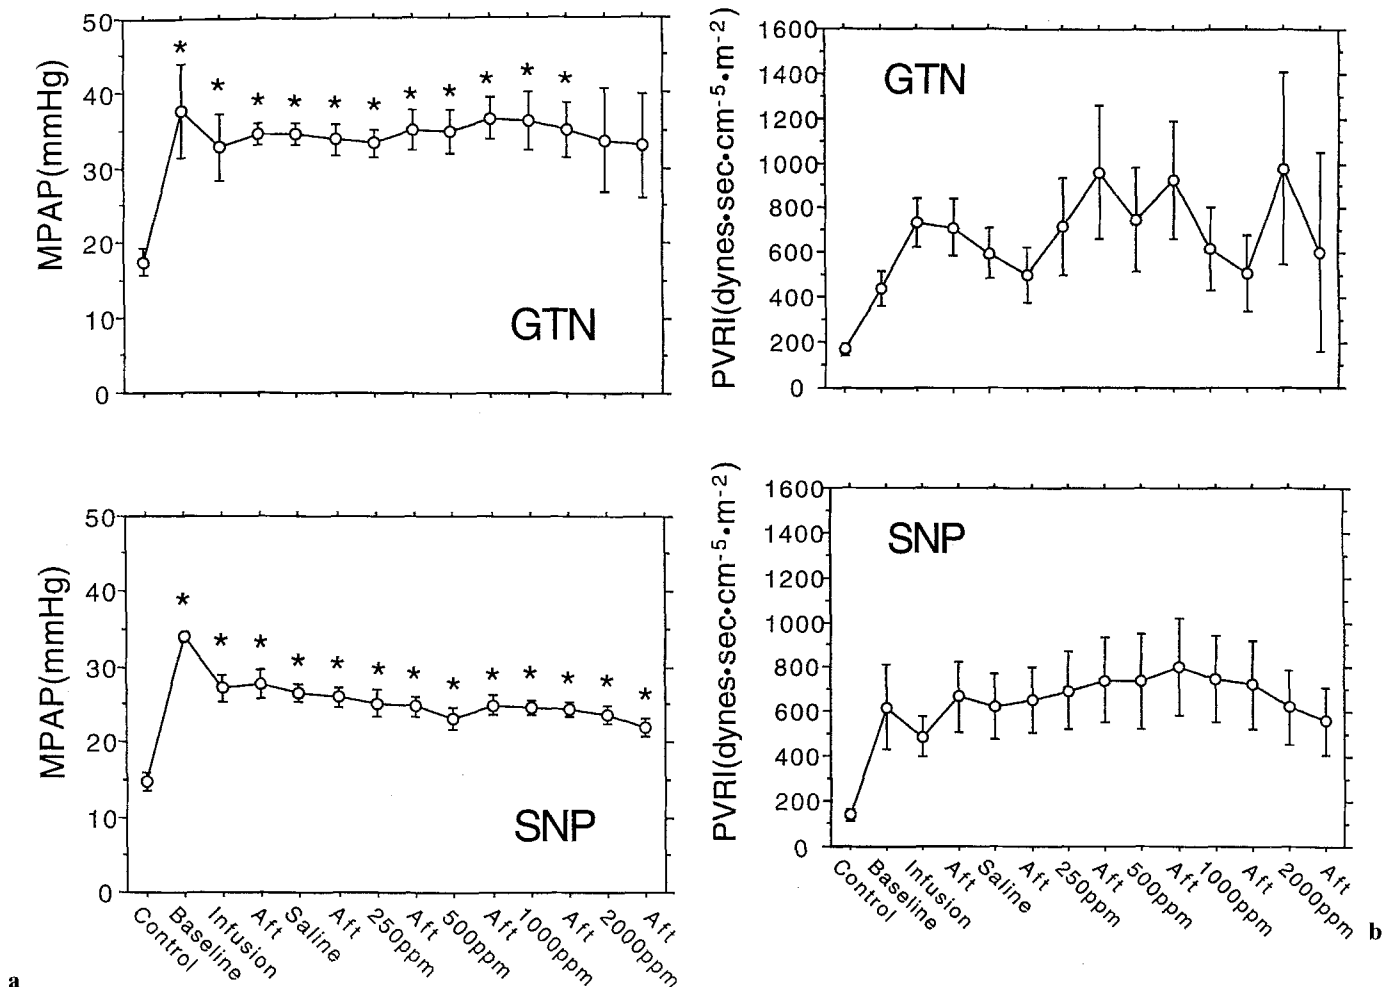 MPAP(mmHg)
50
40
30
20
10
0
* * * * * * * * * * * *
GTN
PVRI(dynes•sec•cm-5•m-2)
1600
1400
1200
1000
800
600
400
200
0
GTN
MPAP(mmHg)
50
40
30
20
10
0
* * * * * * * * * * * * *
SNP
Control
Baseline
Infusion
Aft
Saline
Aft
250ppm
Aft
500ppm
Aft
1000ppm
Aft
2000ppm
Aft
a
PVRI(dynes•sec•cm-5•m-2)
1600
1400
1200
1000
800
600
400
200
0
SNP
Control
Baseline
Infusion
Aft
Saline
Aft
250ppm
Aft
500ppm
Aft
1000ppm
Aft
2000ppm
Aft
b